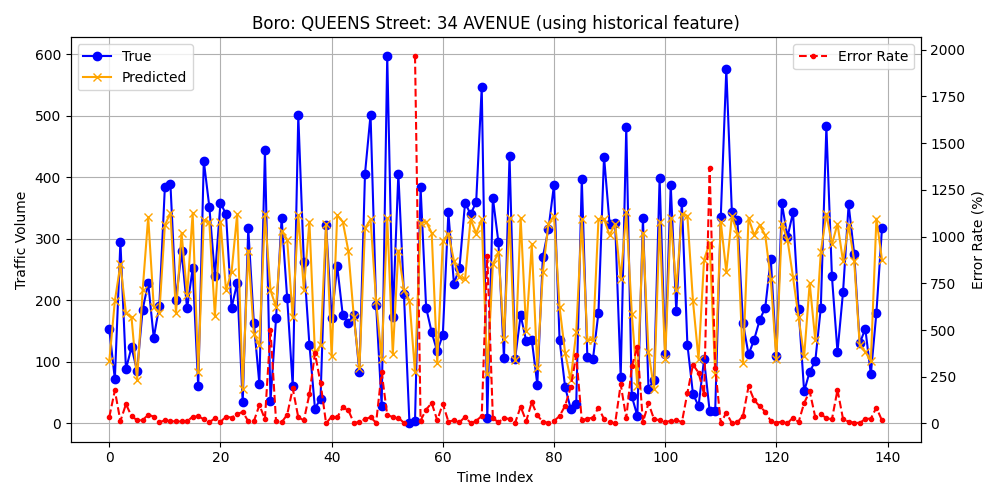 Boro: QUEENS Street: 34 AVENUE (using historical feature)
True
Predicted
Error Rate
Traffic Volume
600
500
400
300
200
100
0
2000
1750
1500
1250
1000
750
500
250
0
Error Rate (%)
0 20 40 60 80 100 120 140
Time Index